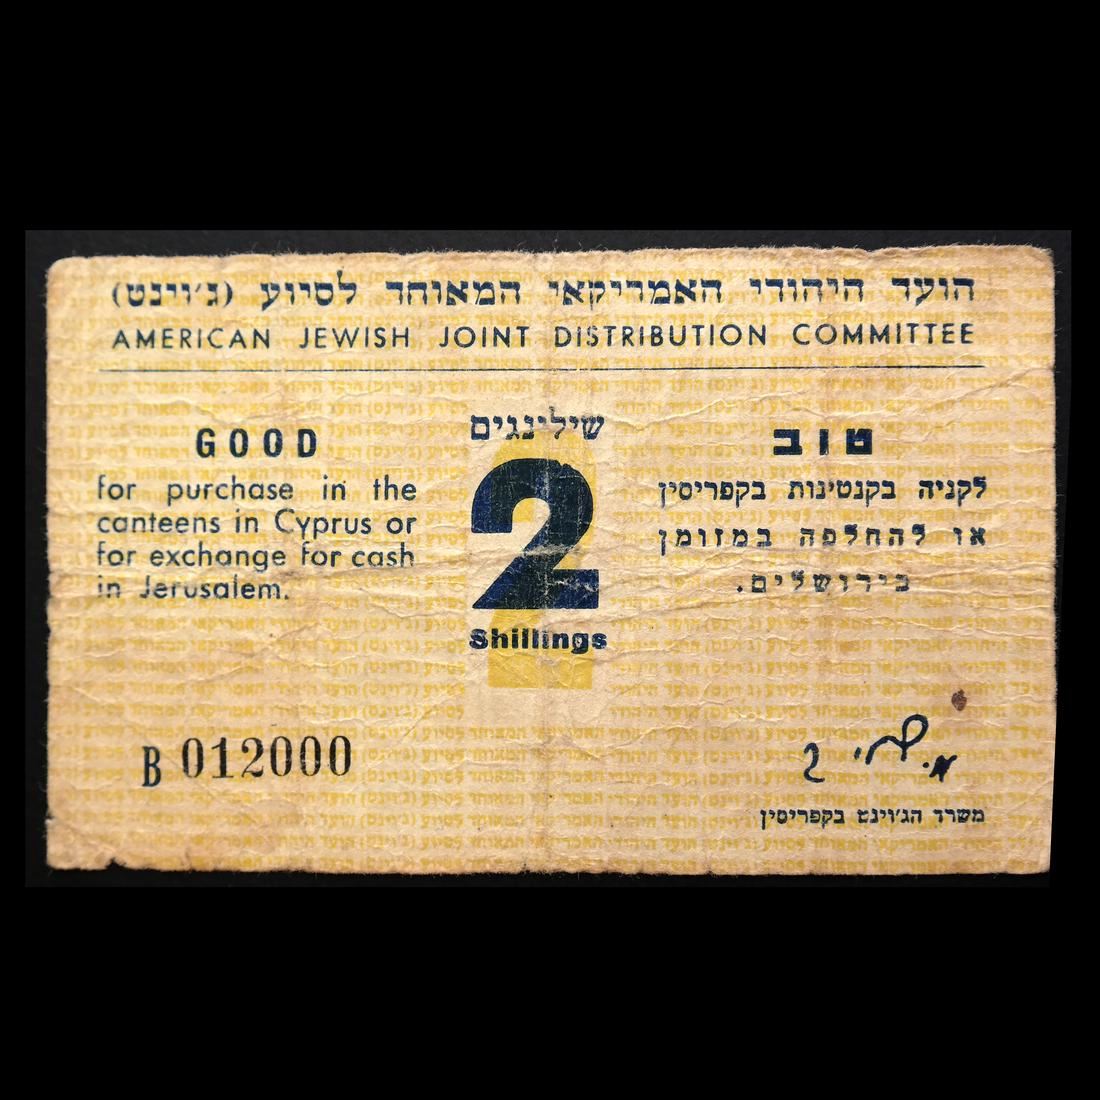 הועד היהודי האמריקאי המאוחד לסיוע (ג'וינט)
AMERICAN JEWISH JOINT DISTRIBUTION COMMITTEE
GOOD
for purchase in the
canteens in Cyprus or
for exchange for cash
in Jerusalem.
שילינגים
2
Shillings
טוב
לקניה בקנטינות בקפריסין
או להחלפה במזומן
בירושלים.
B 012000
משרד הג'וינט בקפריסין